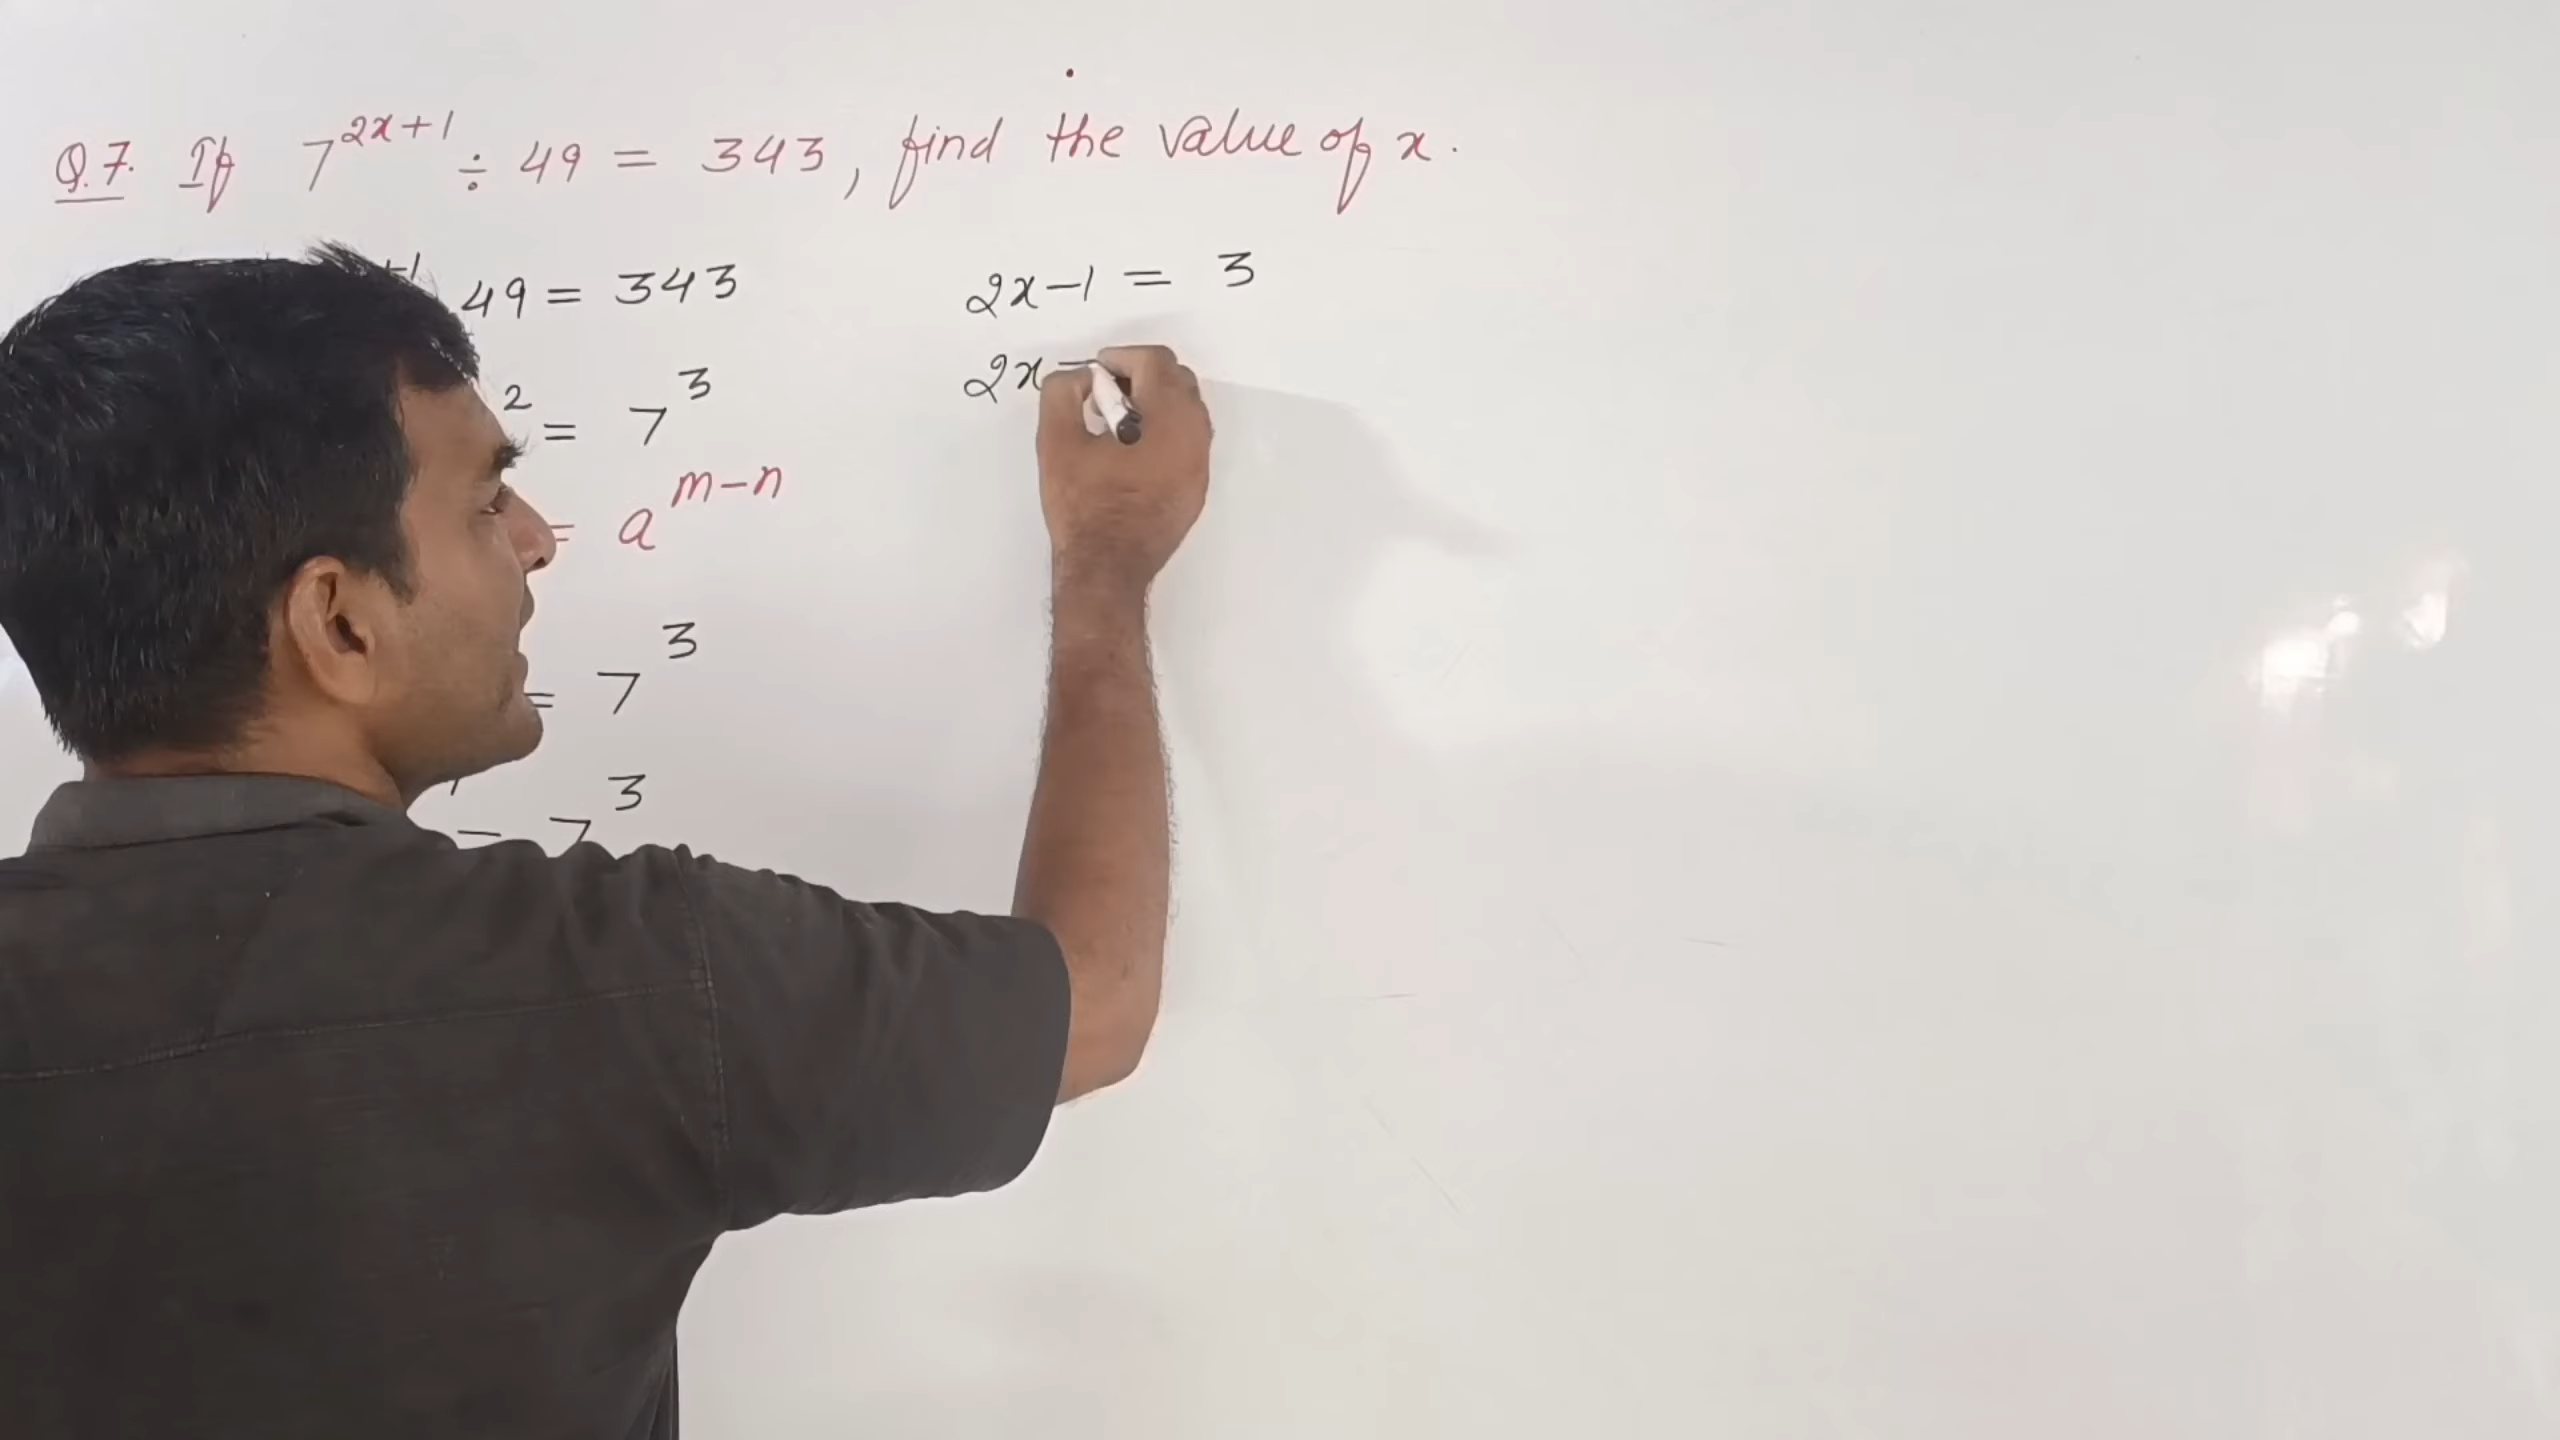 Q.7. If 7^{2x+1} ÷ 49 = 343, find the value of x.
+1 49 = 343
2 = 7^3
= a^{m-n}
= 7^3
= 7^3
2x-1 = 3
2x =